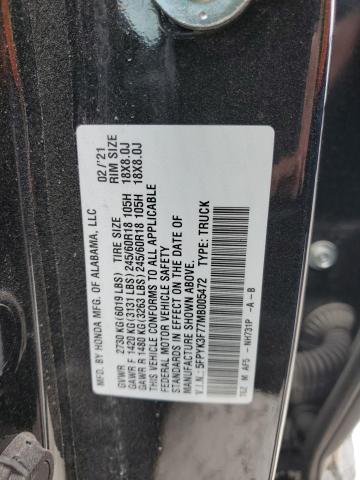 MFD. BY HONDA MFG. OF ALABAMA, LLC 02/'21
GVWR 2730 KG(6019 LBS) TIRE SIZE RIM SIZE
GAWR F 1420 KG(3131 LBS) 245/60R18 105H 18X8.0J
GAWR R 1480 KG(3263 LBS) 245/60R18 105H 18X8.0J
THIS VEHICLE CONFORMS TO ALL APPLICABLE
FEDERAL MOTOR VEHICLE SAFETY
STANDARDS IN EFFECT ON THE DATE OF
MANUFACTURE SHOWN ABOVE.
V.I.N.: 5FPYK3F77MB005472 TYPE: TRUCK
TGZ M AF5 -NH731P -A-B